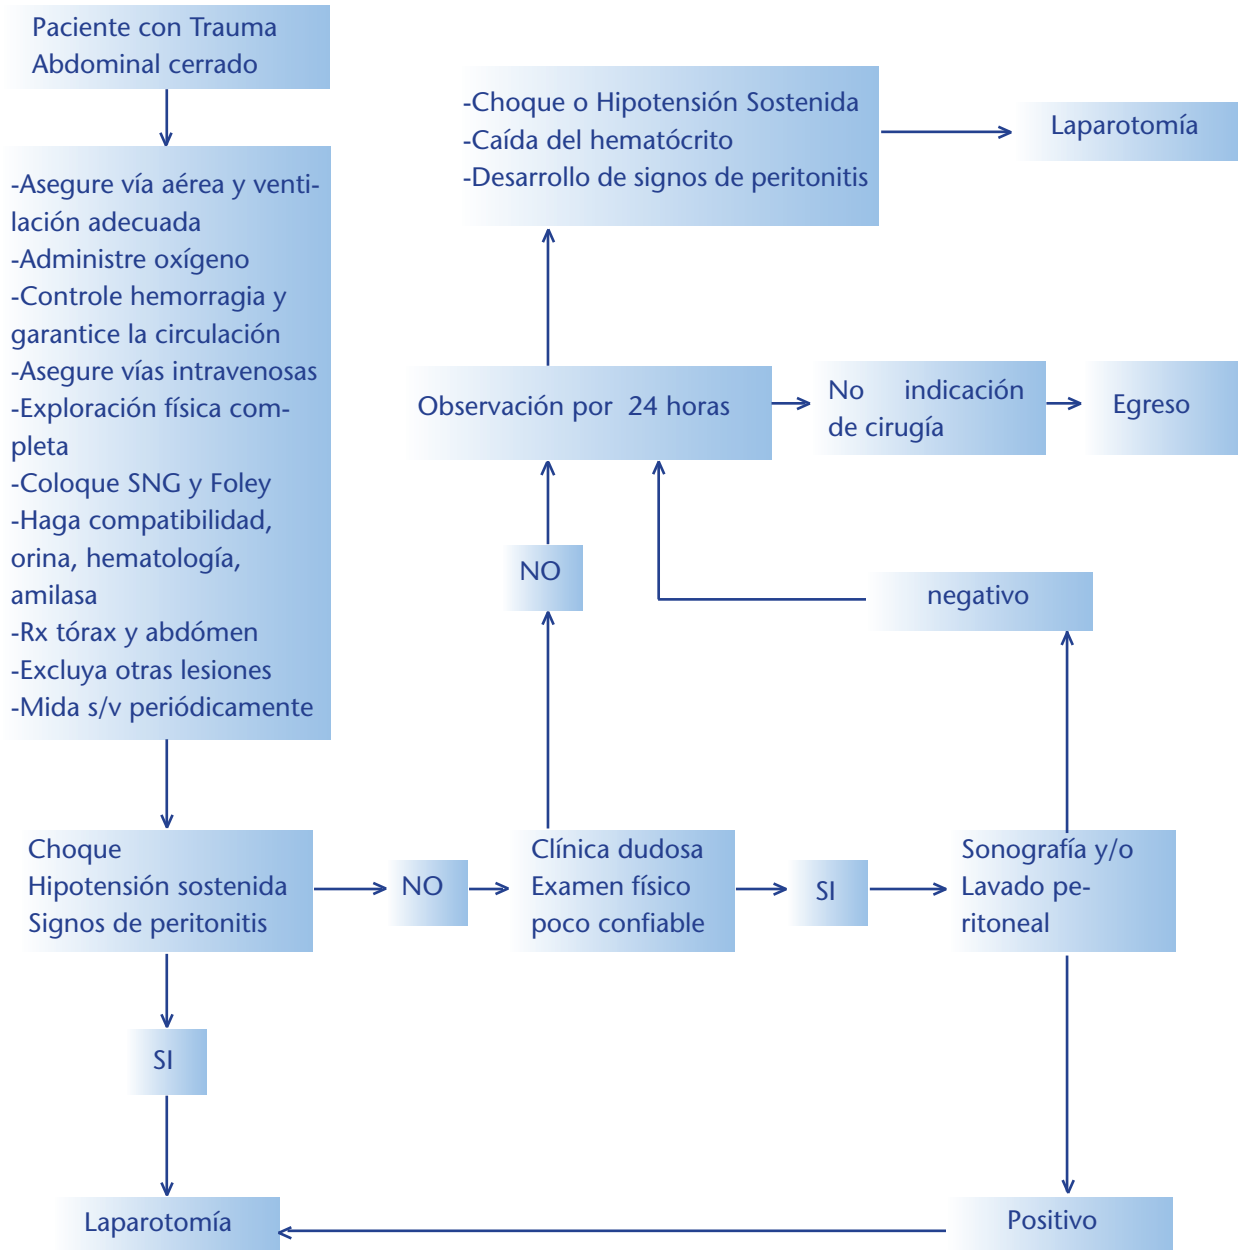 Paciente con Trauma
Abdominal cerrado
-Asegure vía aérea y venti-
lación adecuada
-Administre oxígeno
-Controle hemorragia y
garantice la circulación
-Asegure vías intravenosas
-Exploración física com-
pleta
-Coloque SNG y Foley
-Haga compatibilidad,
orina, hematología,
amilasa
-Rx tórax y abdómen
-Excluya otras lesiones
-Mida s/v periódicamente
Choque
Hipotensión sostenida
Signos de peritonitis
SI
Laparotomía
NO
Clínica dudosa
Examen físico
poco confiable
NO
SI
Sonografía y/o
Lavado pe-
ritoneal
negativo
Positivo
Observación por 24 horas
No indicación
de cirugía
Egreso
-Choque o Hipotensión Sostenida
-Caída del hematócrito
-Desarrollo de signos de peritonitis
Laparotomía